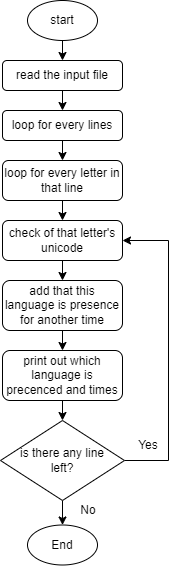 start
read the input file
loop for every lines
loop for every letter in
that line
check of that letter's
unicode
add that this
language is presence
for another time
print out which
language is
precenced and times
is there any line
left?
Yes
No
End